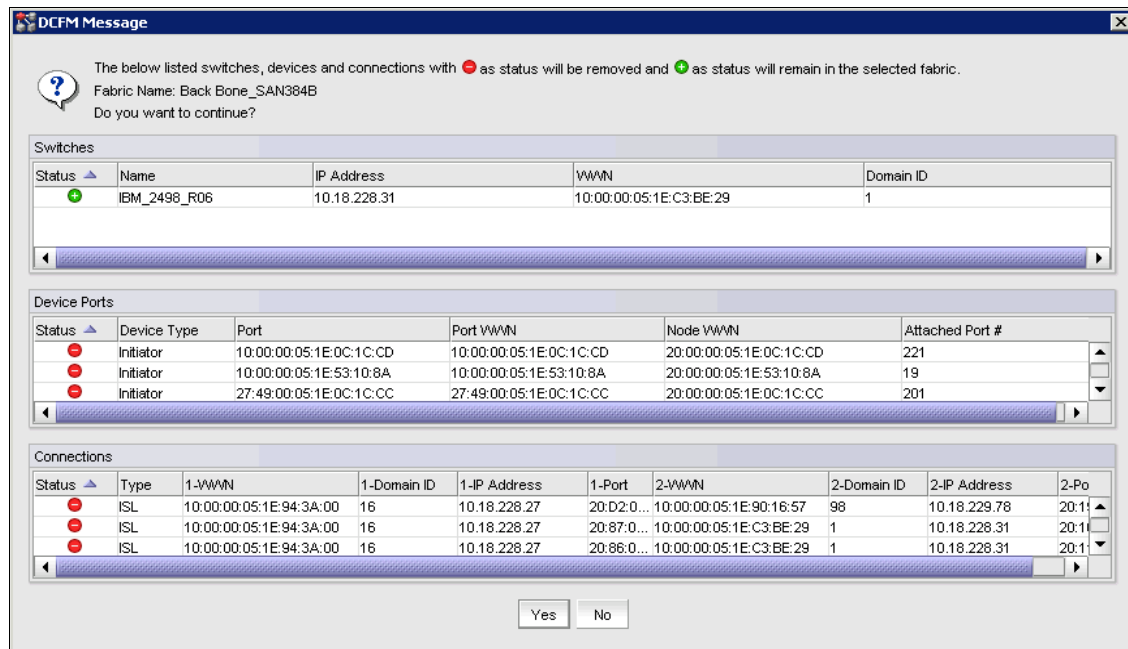 DCFM Message
The below listed switches, devices and connections with as status will be removed and as status will remain in the selected fabric.
Fabric Name: Back Bone_SAN384B
Do you want to continue?
Switches
Status Name IP Address WWN Domain ID
IBM_2498_R06 10.18.228.31 10:00:00:05:1E:C3:BE:29 1
Device Ports
Status Device Type Port Port WWN Node WWN Attached Port #
Initiator 10:00:00:05:1E:0C:1C:CD 10:00:00:05:1E:0C:1C:CD 20:00:00:05:1E:0C:1C:CD 221
Initiator 10:00:00:05:1E:53:10:8A 10:00:00:05:1E:53:10:8A 20:00:00:05:1E:53:10:8A 19
Initiator 27:49:00:05:1E:0C:1C:CC 27:49:00:05:1E:0C:1C:CC 20:00:00:05:1E:0C:1C:CC 201
Connections
Status Type 1-WWN 1-Domain ID 1-IP Address 1-Port 2-WWN 2-Domain ID 2-IP Address 2-Po
ISL 10:00:00:05:1E:94:3A:00 16 10.18.228.27 20:D2:0... 10:00:00:05:1E:90:16:57 98 10.18.229.78
ISL 10:00:00:05:1E:94:3A:00 16 10.18.228.27 20:87:0... 10:00:00:05:1E:C3:BE:29 1 10.18.228.31
ISL 10:00:00:05:1E:94:3A:00 16 10.18.228.27 20:86:0... 10:00:00:05:1E:C3:BE:29 1 10.18.228.31
Yes No